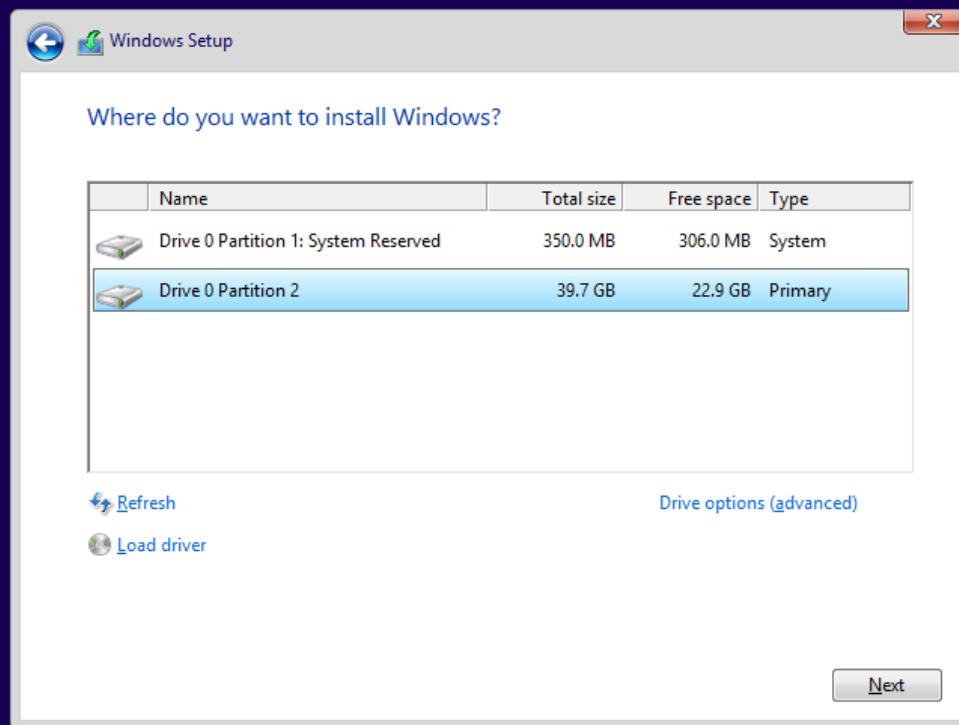 Windows Setup
Where do you want to install Windows?
Name Total size Free space Type
Drive 0 Partition 1: System Reserved 350.0 MB 306.0 MB System
Drive 0 Partition 2 39.7 GB 22.9 GB Primary
Refresh Drive options (advanced)
Load driver
Next